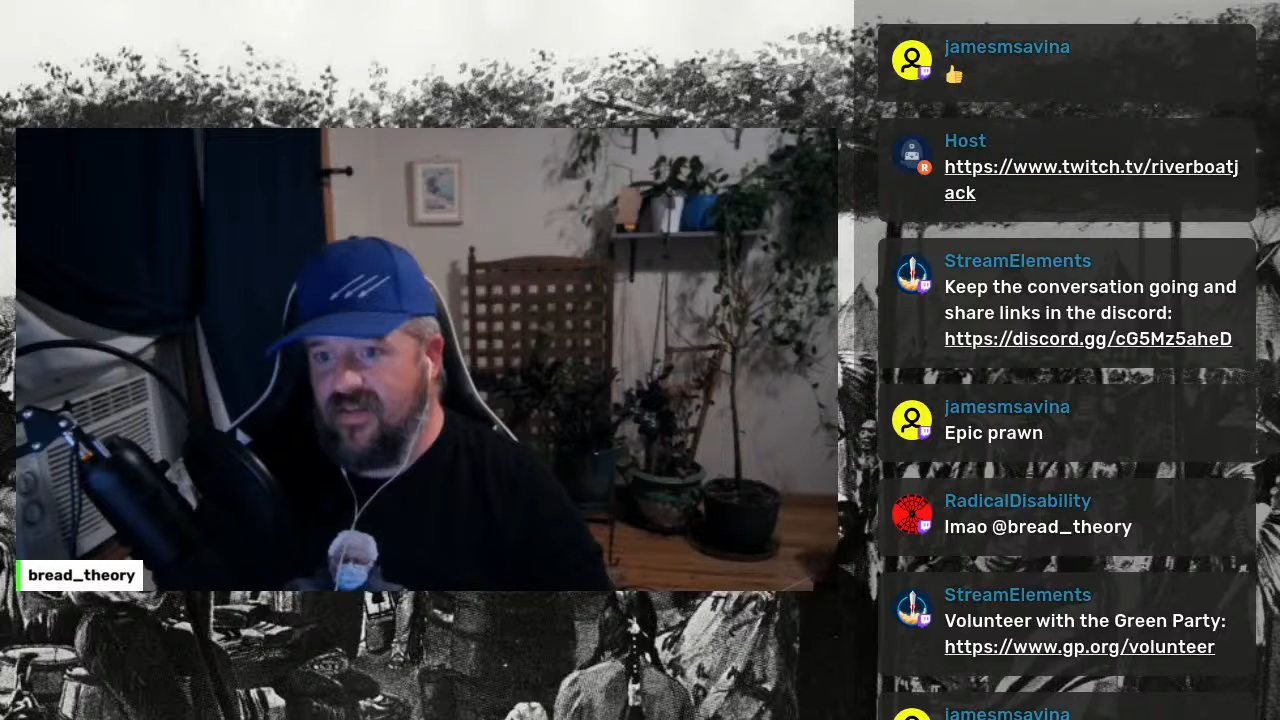 jamesmsavina
👍
Host
https://www.twitch.tv/riverboatj
ack
StreamElements
Keep the conversation going and
share links in the discord:
https://discord.gg/cG5Mz5aheD
jamesmsavina
Epic prawn
RadicalDisability
lmao @bread_theory
StreamElements
Volunteer with the Green Party:
https://www.gp.org/volunteer
jamesmsavina
bread_theory